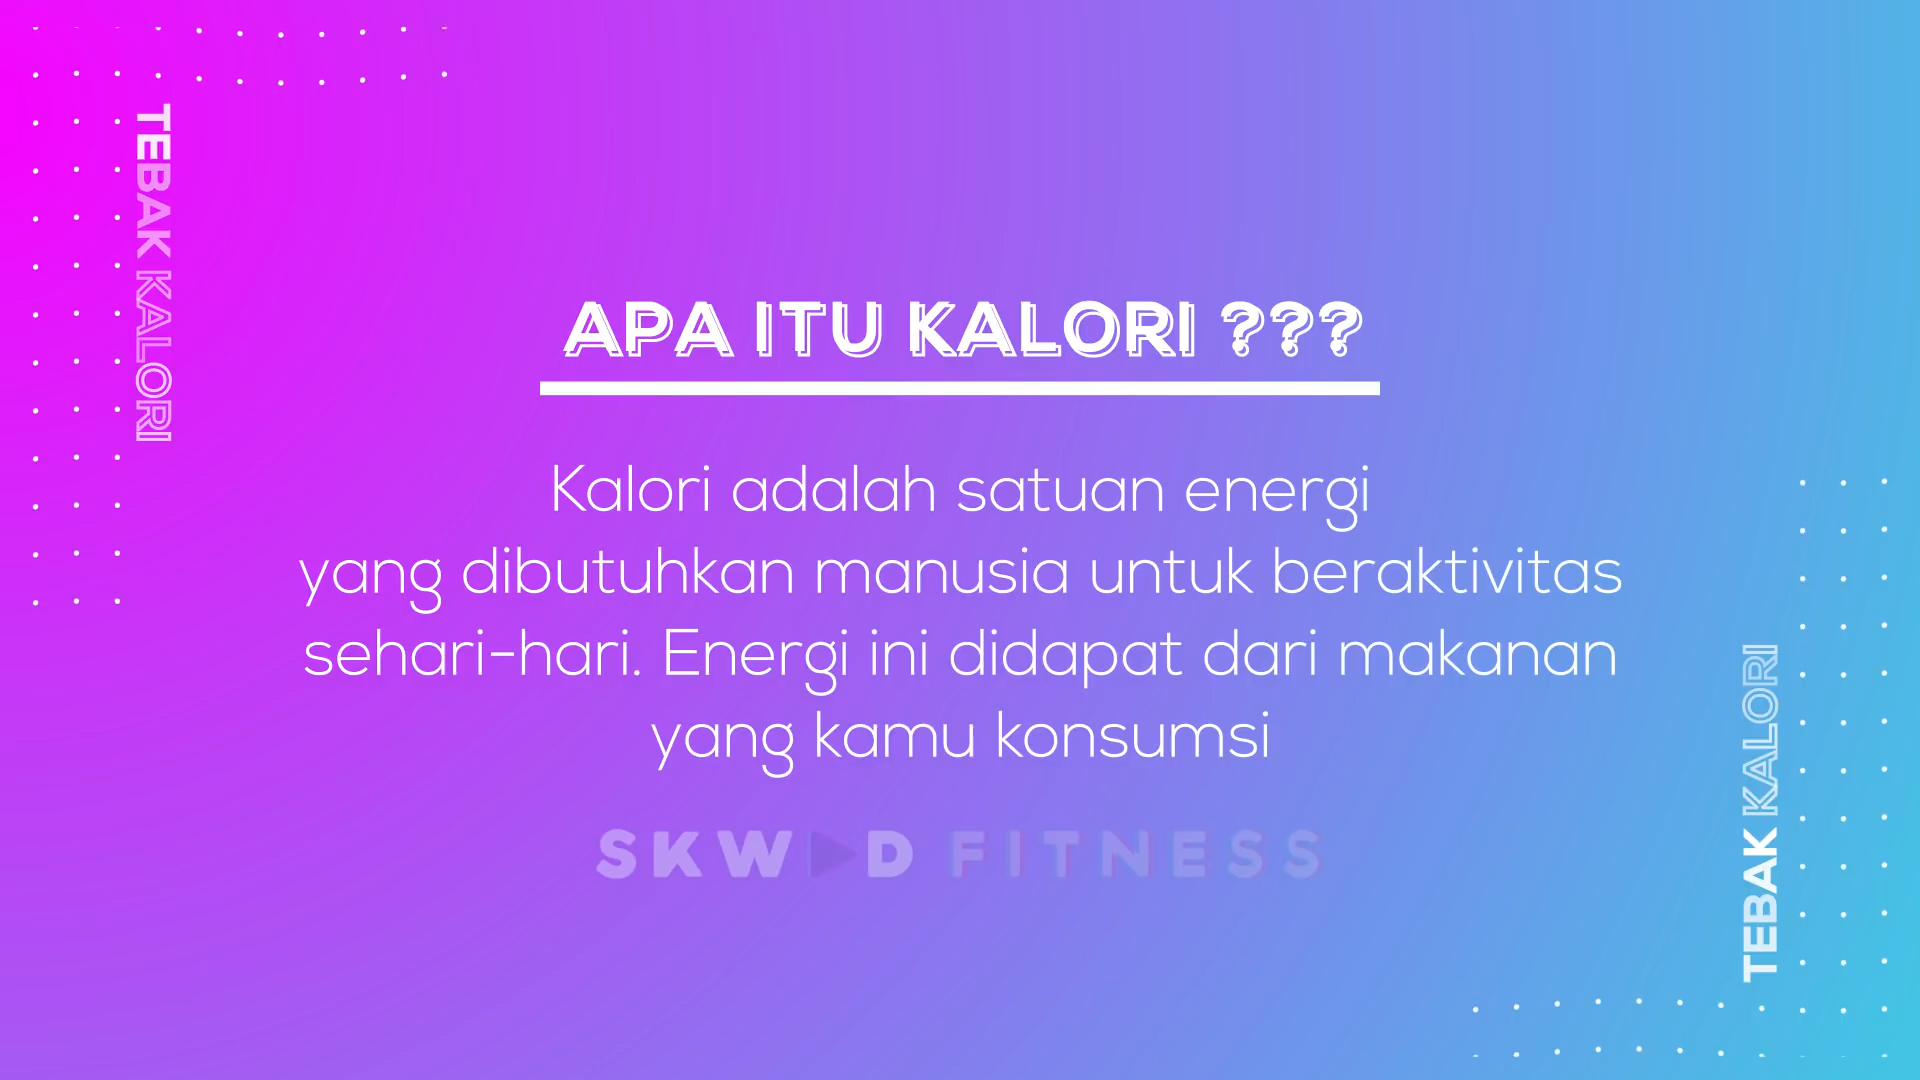 TEBAK KALORI
APA ITU KALORI ???
Kalori adalah satuan energi
yang dibutuhkan manusia untuk beraktivitas
sehari-hari. Energi ini didapat dari makanan
yang kamu konsumsi
SKW▶D FITNESS
TEBAK KALORI